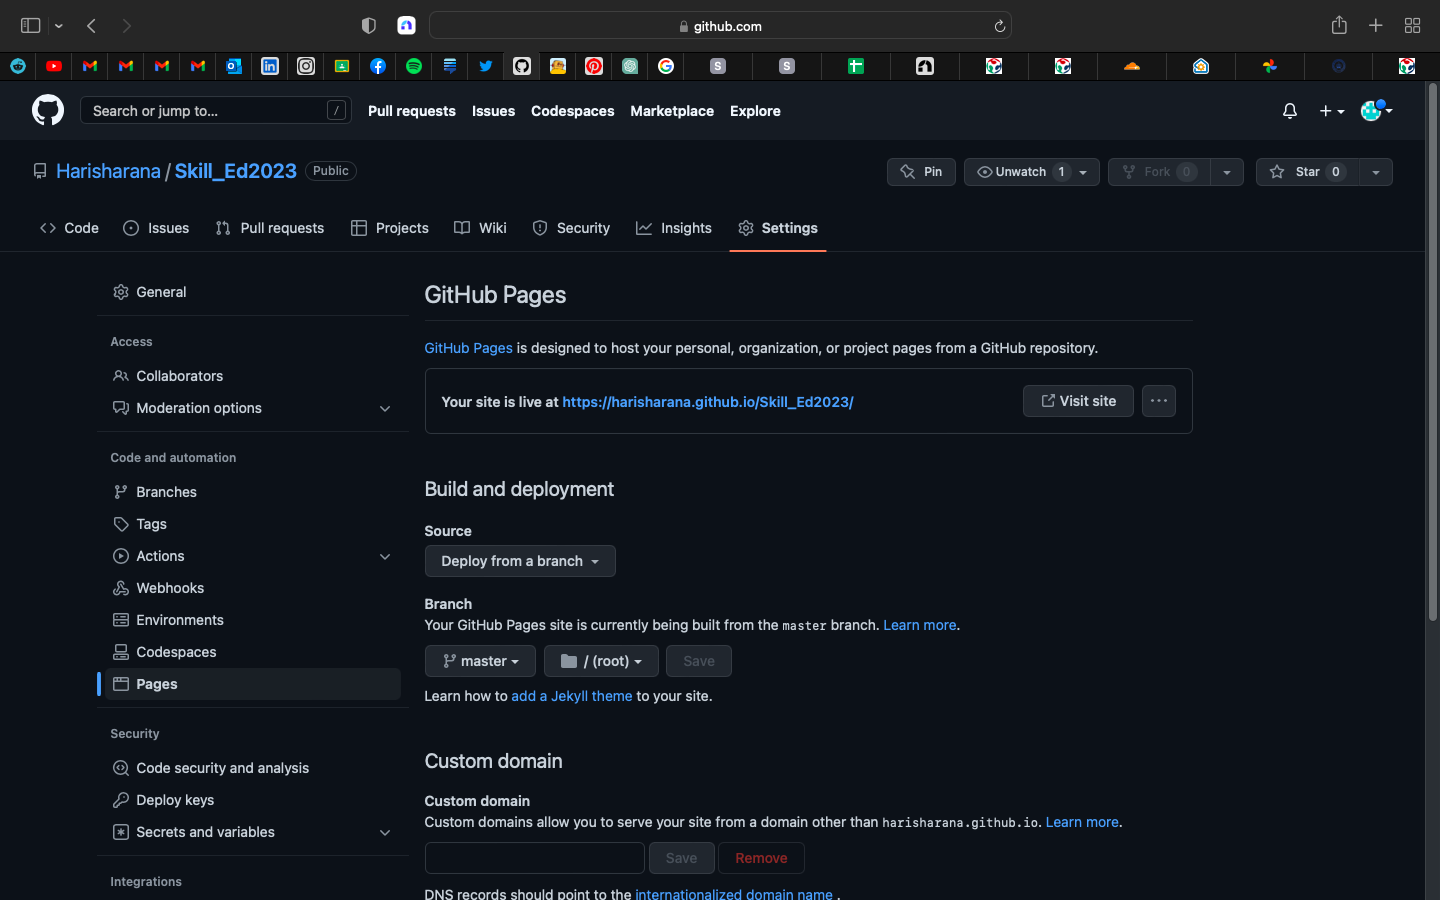 github.com
Search or jump to... /
Pull requests Issues Codespaces Marketplace Explore
Harisharana / Skill_Ed2023 Public
Pin Unwatch 1 Fork 0 Star 0
Code Issues Pull requests Projects Wiki Security Insights Settings
General
Access
Collaborators
Moderation options
Code and automation
Branches
Tags
Actions
Webhooks
Environments
Codespaces
Pages
Security
Code security and analysis
Deploy keys
Secrets and variables
Integrations
GitHub Pages
GitHub Pages is designed to host your personal, organization, or project pages from a GitHub repository.
Your site is live at https://harisharana.github.io/Skill_Ed2023/
Visit site
Build and deployment
Source
Deploy from a branch
Branch
Your GitHub Pages site is currently being built from the master branch. Learn more.
master / (root) Save
Learn how to add a Jekyll theme to your site.
Custom domain
Custom domain
Custom domains allow you to serve your site from a domain other than harisharana.github.io. Learn more.
Save Remove
DNS records should point to the internationalized domain name .